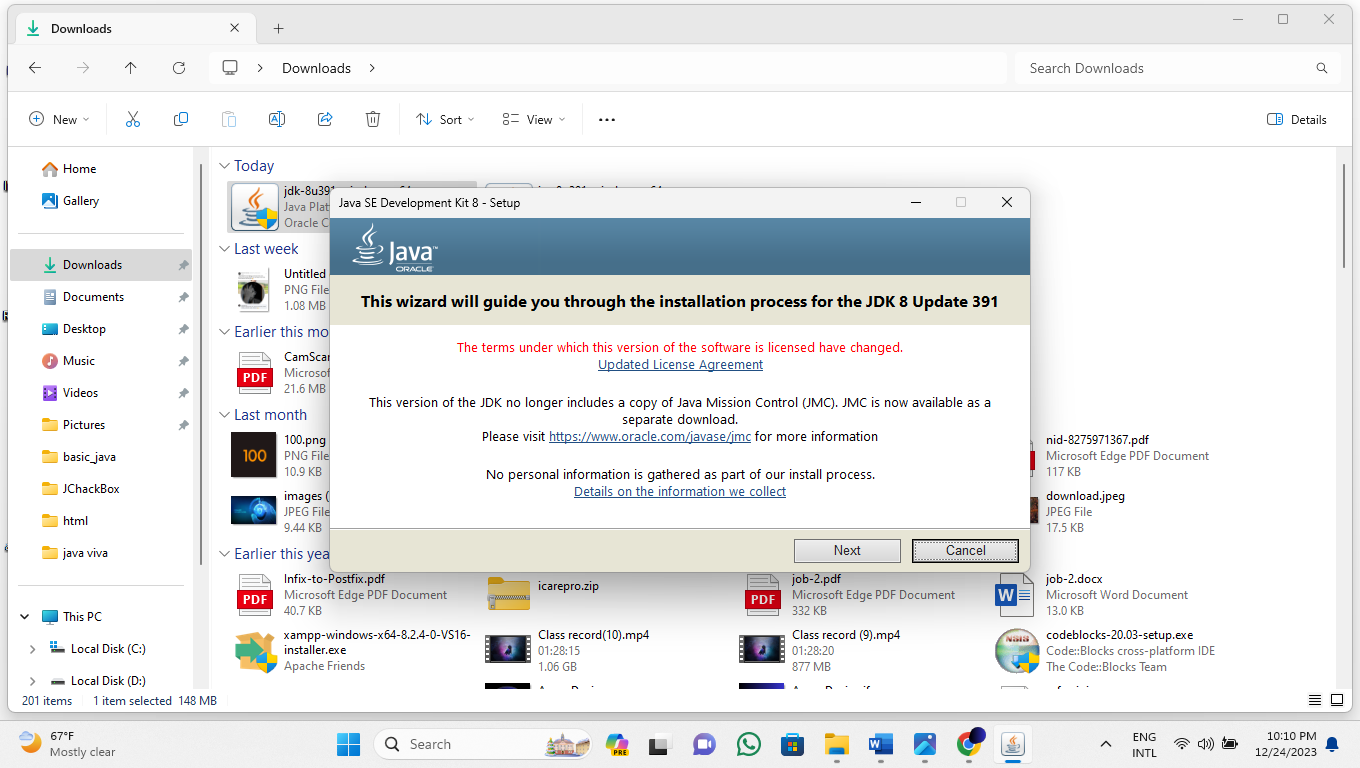 Downloads
Downloads
Search Downloads
New
Sort
View
Details
Home
Gallery
Downloads
Documents
Desktop
Music
Videos
Pictures
basic_java
JChackBox
html
java viva
This PC
Local Disk (C:)
Local Disk (D:)
Today
jdk-8u391
Java Plat
Oracle C
Last week
Untitled
PNG File
1.08 MB
Earlier this mo
CamScar
Microsof
21.6 MB
PDF
Last month
100
100.png
PNG File
10.9 KB
nid-8275971367.pdf
Microsoft Edge PDF Document
117 KB
images (
JPEG File
9.44 KB
download.jpeg
JPEG File
17.5 KB
Earlier this yea
PDF
Infix-to-Postfix.pdf
Microsoft Edge PDF Document
40.7 KB
icarepro.zip
PDF
job-2.pdf
Microsoft Edge PDF Document
332 KB
W
job-2.docx
Microsoft Word Document
13.0 KB
xampp-windows-x64-8.2.4-0-VS16-
installer.exe
Apache Friends
Class record(10).mp4
01:28:15
1.06 GB
Class record (9).mp4
01:28:20
877 MB
codeblocks-20.03-setup.exe
Code::Blocks cross-platform IDE
The Code::Blocks Team
Java SE Development Kit 8 - Setup
Java™
ORACLE
This wizard will guide you through the installation process for the JDK 8 Update 391
The terms under which this version of the software is licensed have changed.
Updated License Agreement
This version of the JDK no longer includes a copy of Java Mission Control (JMC). JMC is now available as a
separate download.
Please visit https://www.oracle.com/javase/jmc for more information
No personal information is gathered as part of our install process.
Details on the information we collect
Next
Cancel
201 items
1 item selected 148 MB
67°F
Mostly clear
Search
PRE
W
ENG
INTL
10:10 PM
12/24/2023